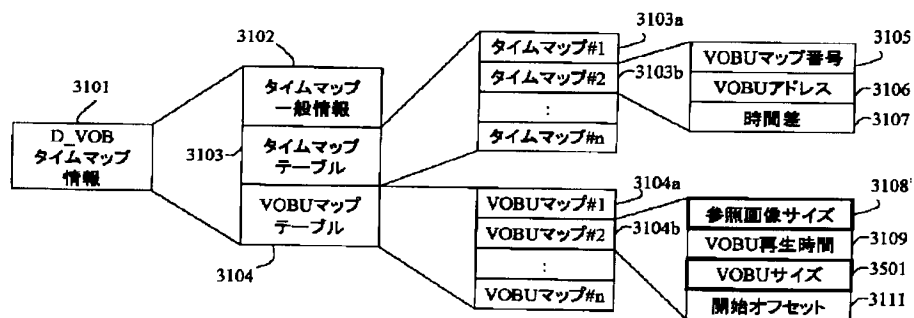 3101
D_VOB
タイムマップ
情報
3102
タイムマップ
一般情報
3103
タイムマップ
テーブル
VOBUマップ
テーブル
3104
3103a
タイムマップ#1
タイムマップ#2
3103b
:
タイムマップ#n
VOBUマップ番号
3105
VOBUアドレス
3106
時間差
3107
3104a
VOBUマップ#1
VOBUマップ#2
3104b
:
VOBUマップ#n
参照画像サイズ
3108'
VOBU再生時間
3109
VOBUサイズ
3501
開始オフセット
3111